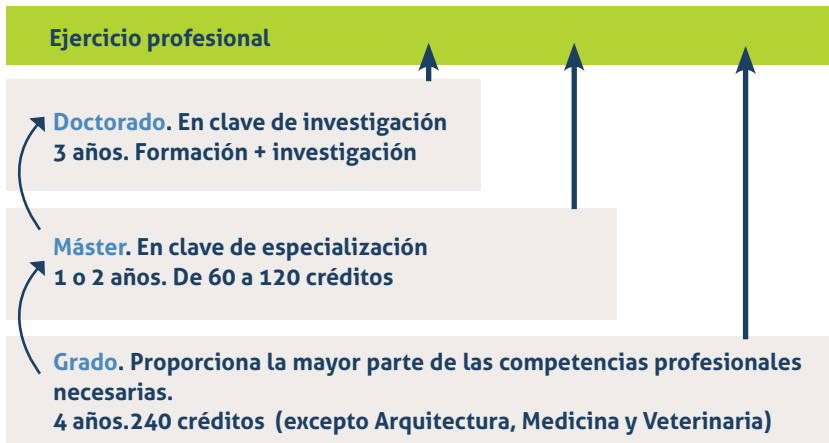 Ejercicio profesional
Doctorado. En clave de investigación
3 años. Formación + investigación
Máster. En clave de especialización
1 o 2 años. De 60 a 120 créditos
Grado. Proporciona la mayor parte de las competencias profesionales
necesarias.
4 años.240 créditos (excepto Arquitectura, Medicina y Veterinaria)